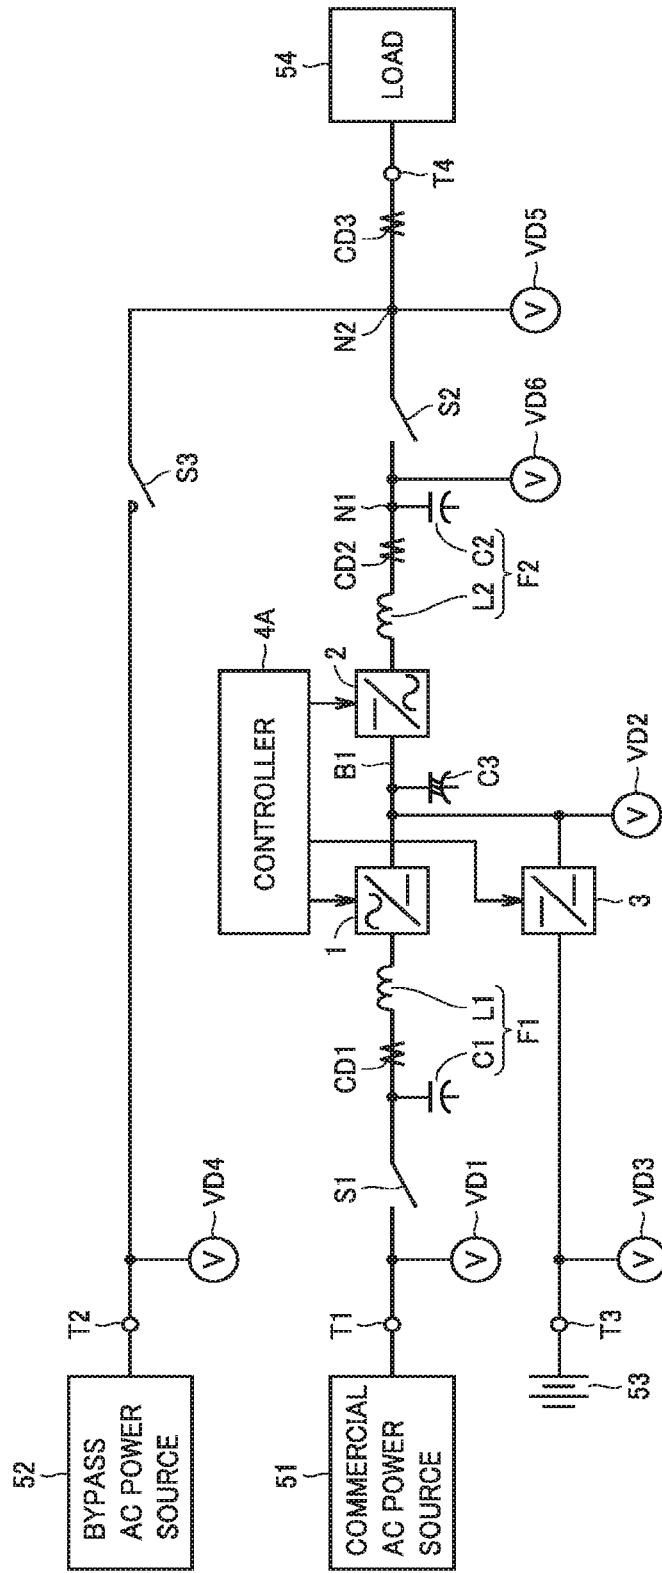 52
BYPASS
AC POWER
SOURCE
T2
VD4
V
S3
51
COMMERCIAL
AC POWER
SOURCE
T1
VD1
V
S1
CD1
C1
L1
F1
1
CONTROLLER
4A
B1
C3
2
L2
C2
F2
CD2
N1
VD6
V
S2
N2
VD5
V
CD3
T4
54
LOAD
53
T3
VD3
V
3
VD2
V